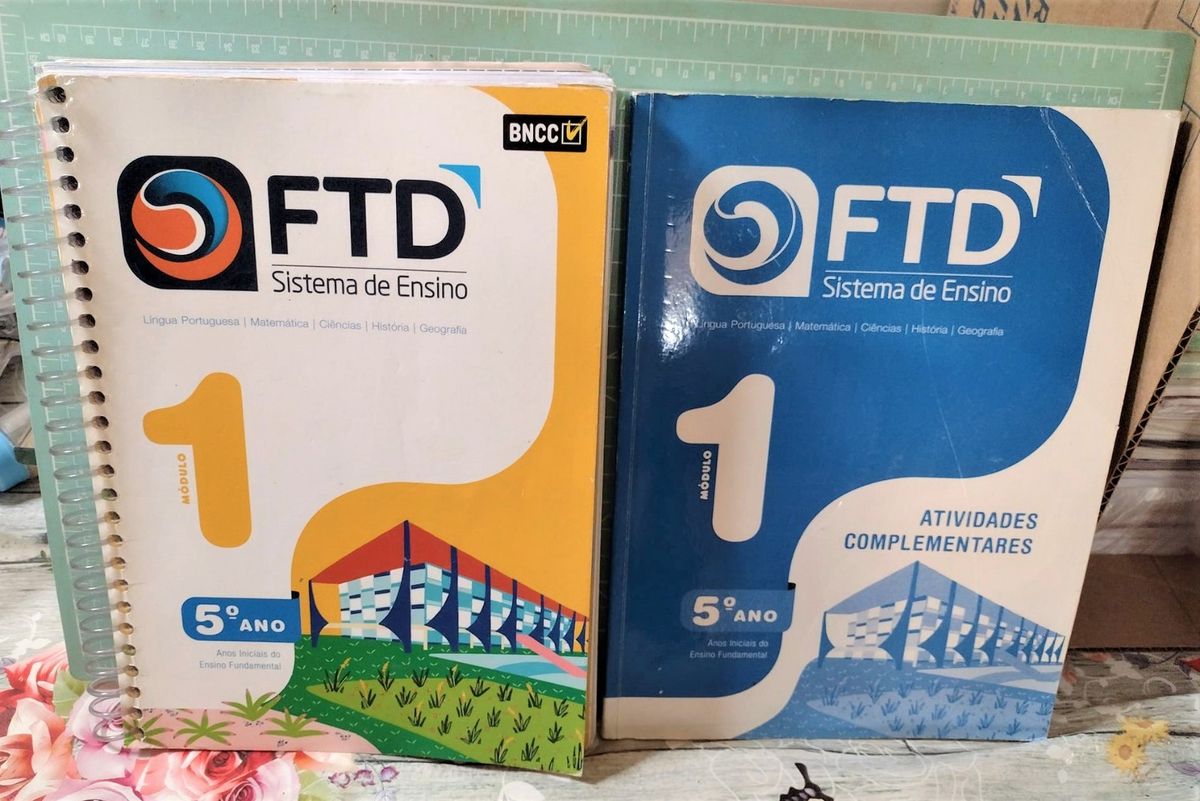 BNCC
FTD
Sistema de Ensino
Língua Portuguesa | Matemática | Ciências | História | Geografia
1
MÓDULO
5º ANO
Anos Iniciais do
Ensino Fundamental
FTD
Sistema de Ensino
Língua Portuguesa | Matemática | Ciências | História | Geografia
1
MÓDULO
ATIVIDADES
COMPLEMENTARES
5º ANO
Anos Iniciais do
Ensino Fundamental